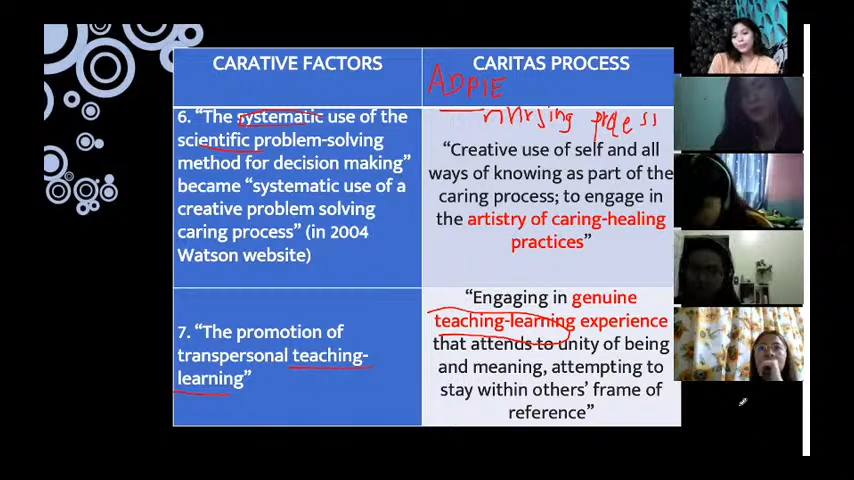 CARATIVE FACTORS
CARITAS PROCESS
ADPIE
nursing process
6. “The systematic use of the
scientific problem-solving
method for decision making”
became “systematic use of a
creative problem solving
caring process” (in 2004
Watson website)
“Creative use of self and all
ways of knowing as part of the
caring process; to engage in
the artistry of caring-healing
practices”
7. “The promotion of
transpersonal teaching-
learning”
“Engaging in genuine
teaching-learning experience
that attends to unity of being
and meaning, attempting to
stay within others’ frame of
reference”